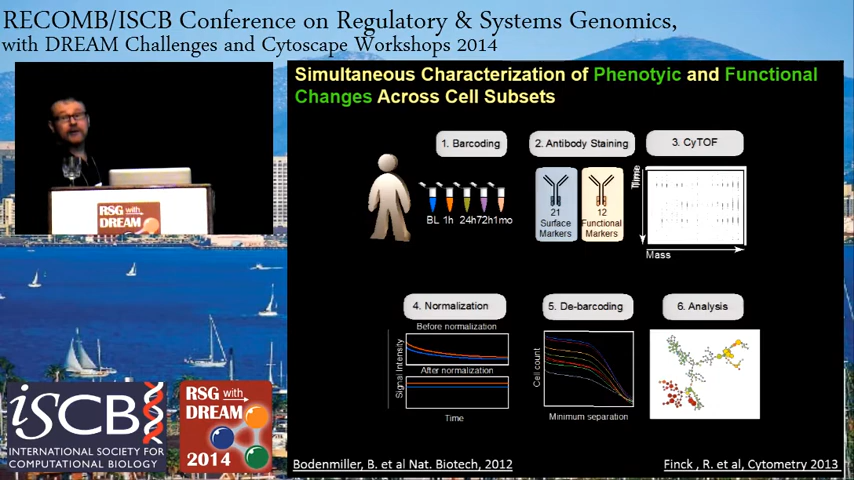 RECOMB/ISCB Conference on Regulatory & Systems Genomics,
with DREAM Challenges and Cytoscape Workshops 2014
Simultaneous Characterization of Phenotyic and Functional
Changes Across Cell Subsets
1. Barcoding
2. Antibody Staining
3. CyTOF
BL 1h 24h72h1mo
21
Surface
Markers
12
Functional
Markers
Time
Mass
RSG with
DREAM
4. Normalization
5. De-barcoding
6. Analysis
Before normalization
After normalization
Signal Intensity
Time
Cell count
Minimum separation
iSCB
INTERNATIONAL SOCIETY FOR
COMPUTATIONAL BIOLOGY
RSG with
DREAM
2014
Bodenmiller, B. et al Nat. Biotech, 2012
Finck , R. et al, Cytometry 2013